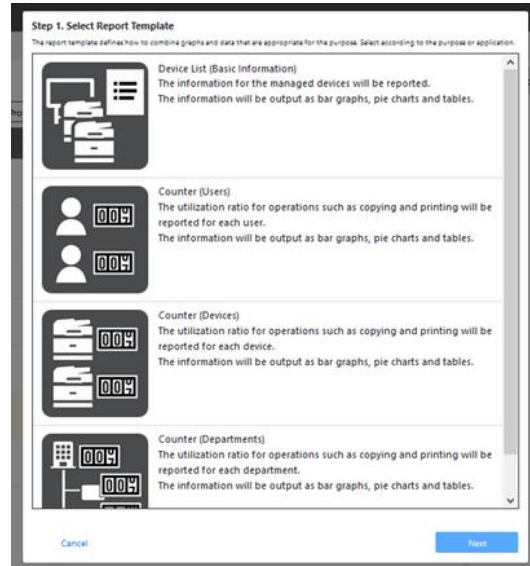 Step 1. Select Report Template
The report template defines how to combine graphs and data that are appropriate for the purpose. Select according to the purpose or application.
Device List (Basic Information)
The information for the managed devices will be reported.
The information will be output as bar graphs, pie charts and tables.
Pro
Counter (Users)
The utilization ratio for operations such as copying and printing will be
reported for each user.
The information will be output as bar graphs, pie charts and tables.
Counter (Devices)
The utilization ratio for operations such as copying and printing will be
reported for each device.
The information will be output as bar graphs, pie charts and tables.
Counter (Departments)
The utilization ratio for operations such as copying and printing will be
reported for each department.
The information will be output as bar graphs, pie charts and tables.
Cancel
Next